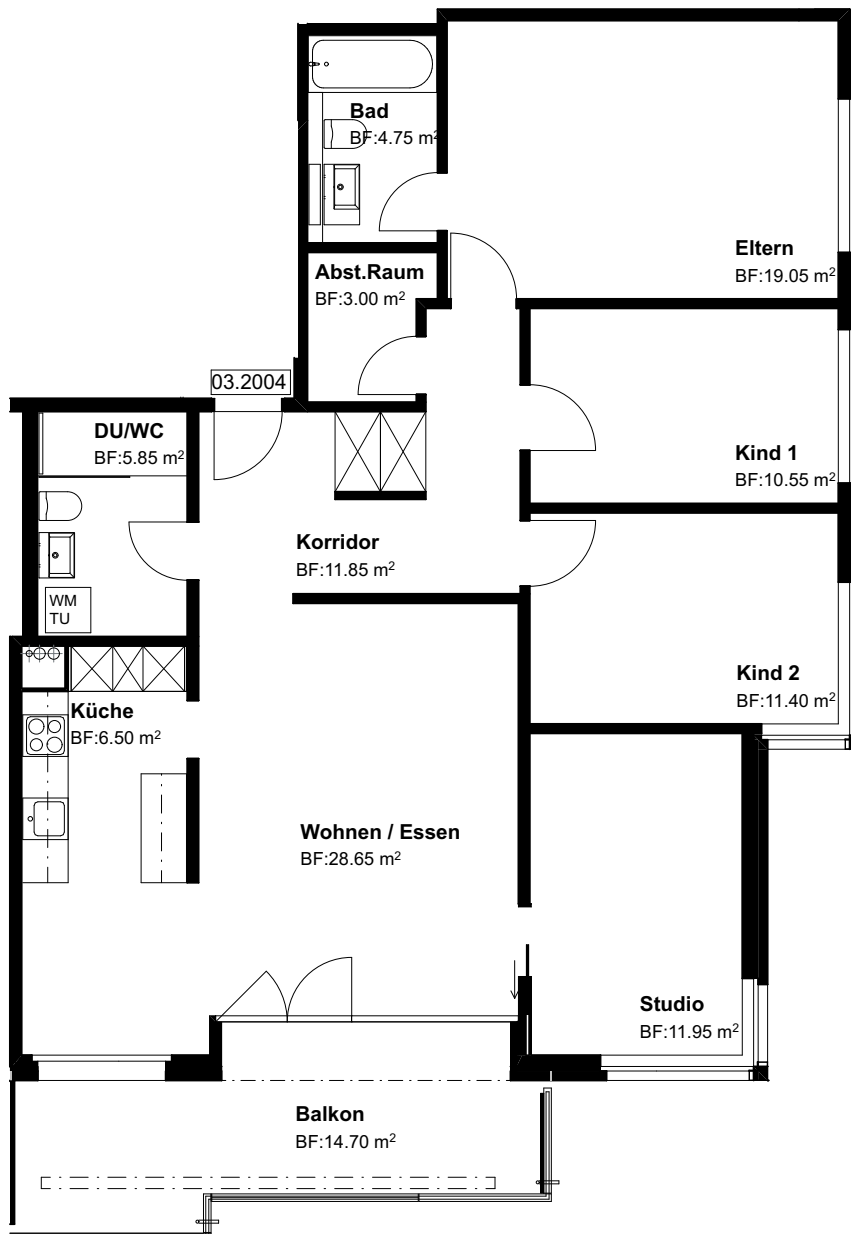 Bad
BF:4.75 m²
Eltern
BF:19.05 m²
Abst.Raum
BF:3.00 m²
03.2004
DU/WC
BF:5.85 m²
Kind 1
BF:10.55 m²
Korridor
BF:11.85 m²
WM
TU
Kind 2
BF:11.40 m²
Küche
BF:6.50 m²
Wohnen / Essen
BF:28.65 m²
Studio
BF:11.95 m²
Balkon
BF:14.70 m²